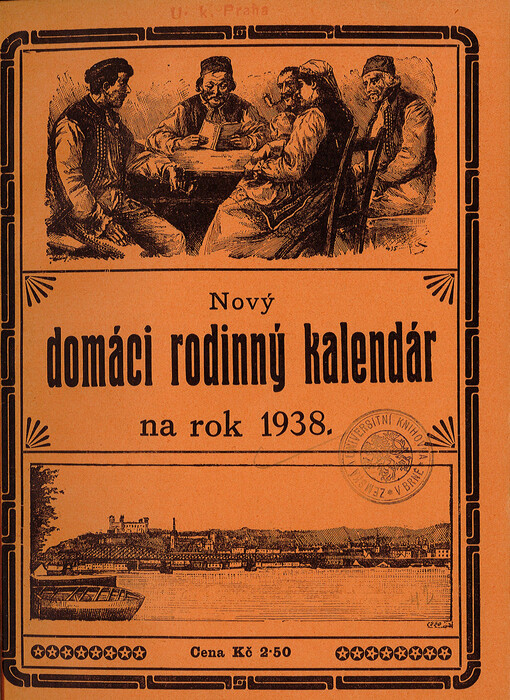 U. k. Praha
Nový
domáci rodinný kalendár
na rok 1938.
ZEMSKÁ A UNIVERSITNÍ KNIHOVNA
V BRNĚ
Cena Kč 2·50